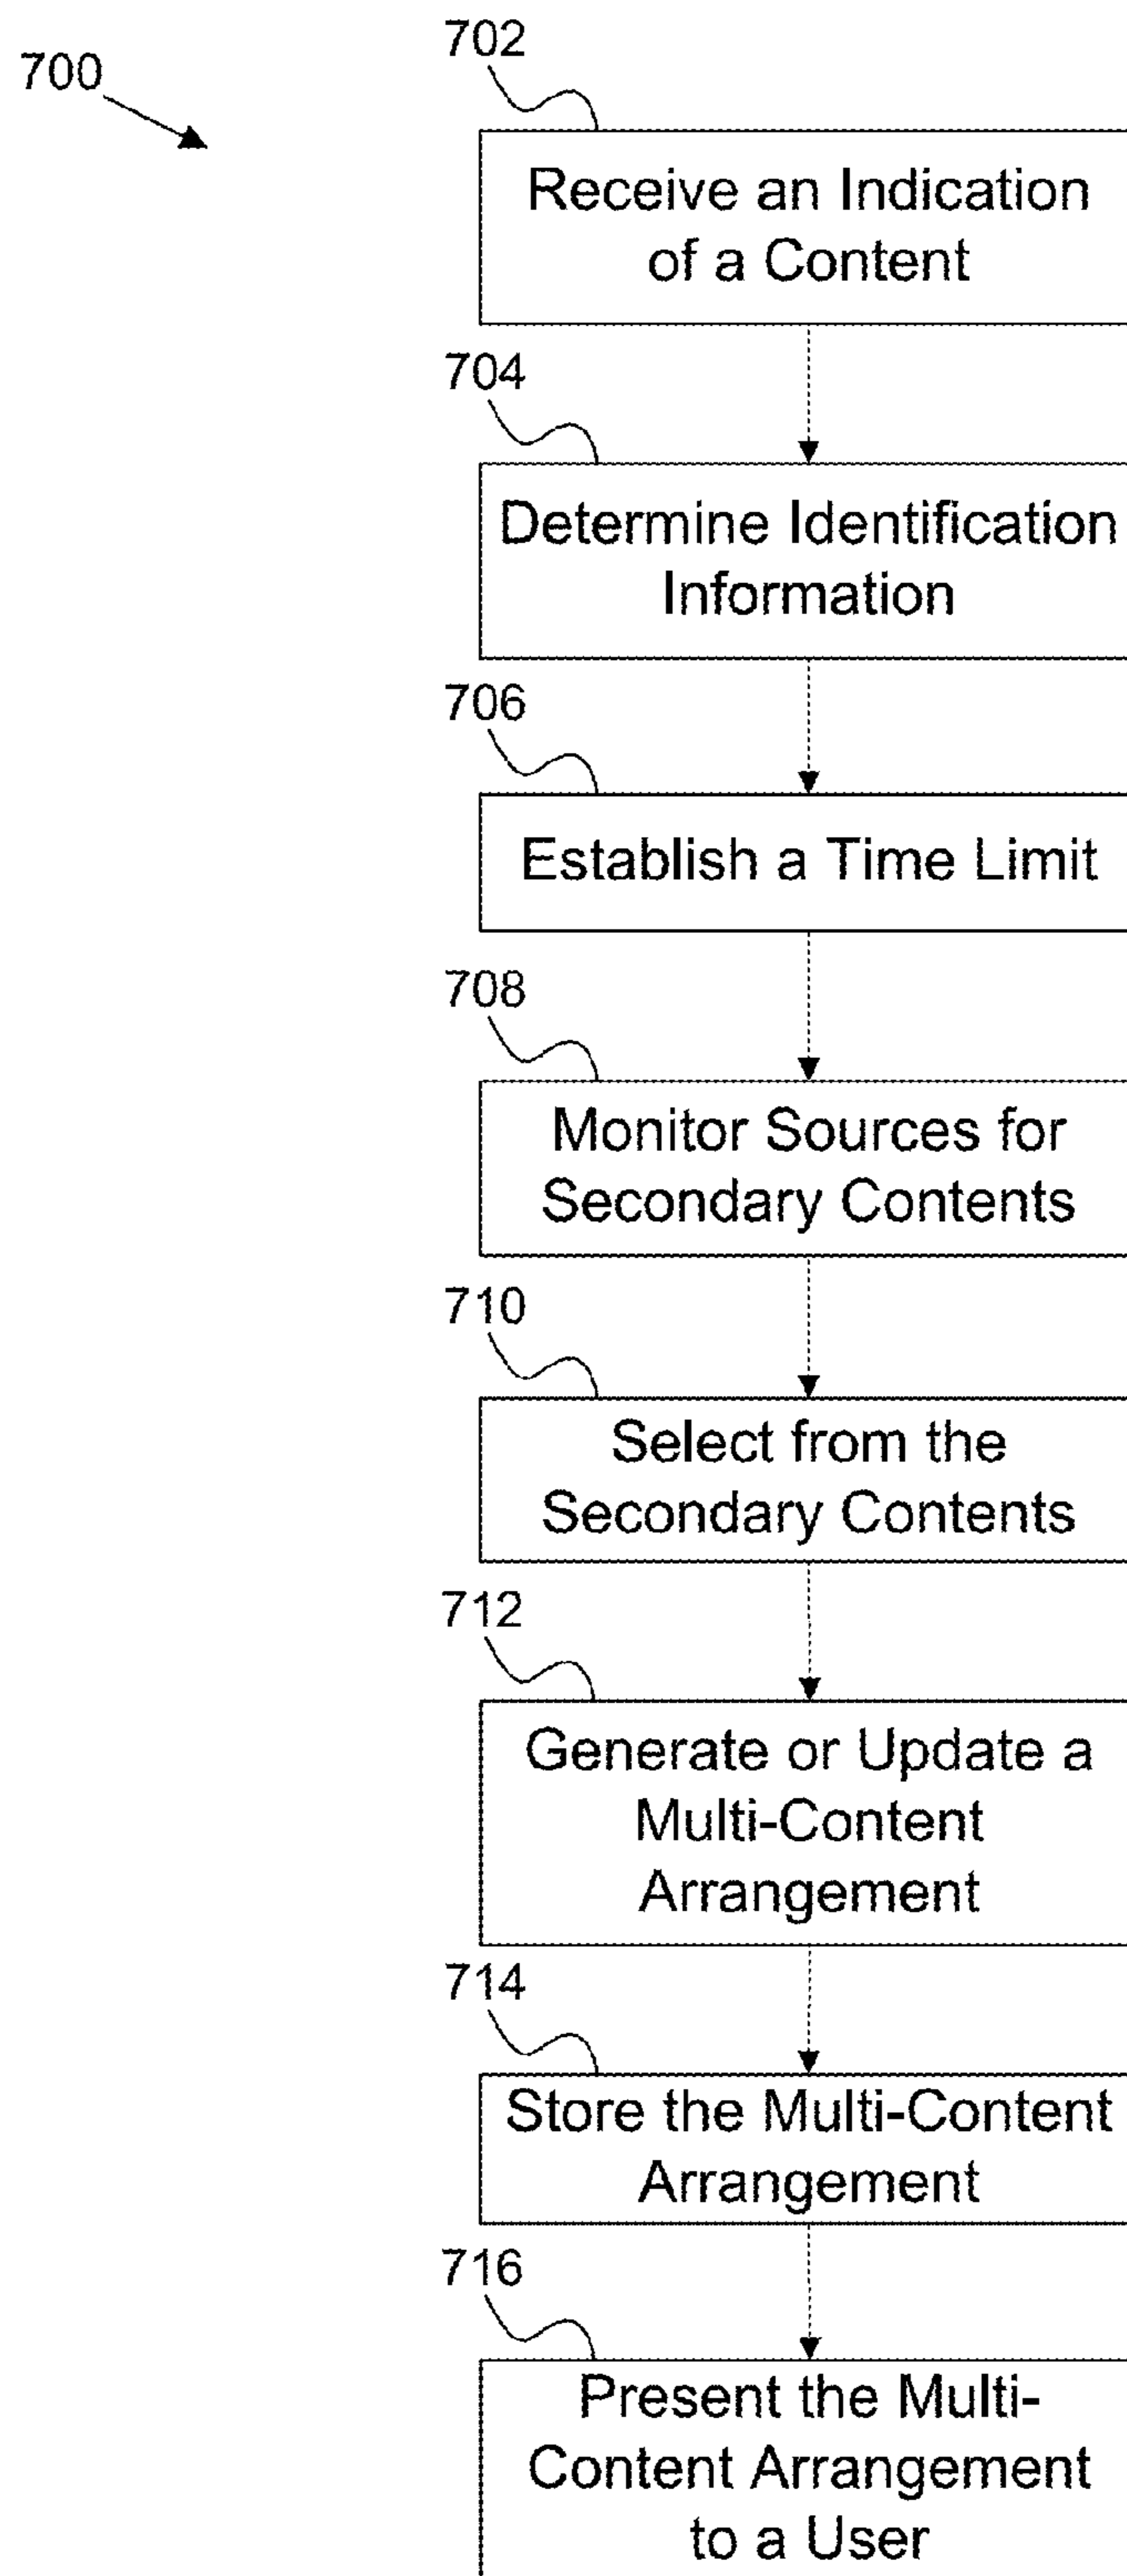 700
702
Receive an Indication
of a Content
704
Determine Identification
Information
706
Establish a Time Limit
708
Monitor Sources for
Secondary Contents
710
Select from the
Secondary Contents
712
Generate or Update a
Multi-Content
Arrangement
714
Store the Multi-Content
Arrangement
716
Present the Multi-
Content Arrangement
to a User